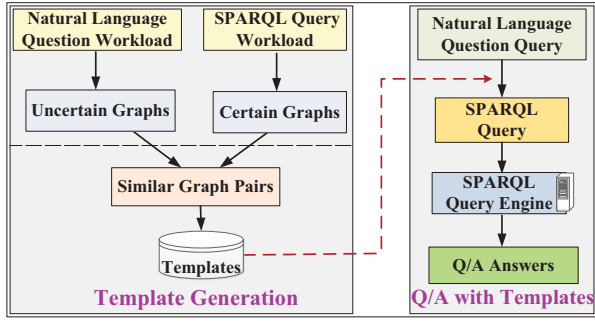 Natural Language
Question Workload
SPARQL Query
Workload
Uncertain Graphs
Certain Graphs
Similar Graph Pairs
Templates
Template Generation
Natural Language
Question Query
SPARQL
Query
SPARQL
Query Engine
Q/A Answers
Q/A with Templates